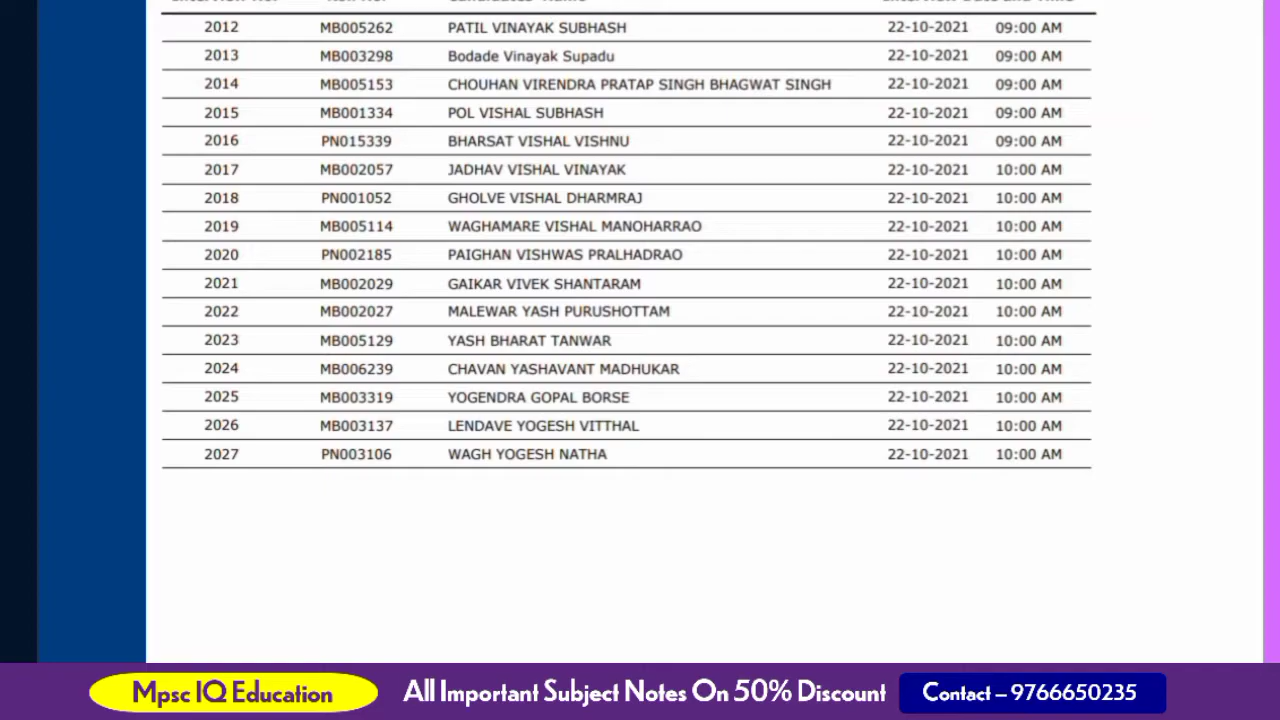 Interview No. Roll No. Candidates' Name Interview Date and Time
2012 MB005262 PATIL VINAYAK SUBHASH 22-10-2021 09:00 AM
2013 MB003298 Bodade Vinayak Supadu 22-10-2021 09:00 AM
2014 MB005153 CHOUHAN VIRENDRA PRATAP SINGH BHAGWAT SINGH 22-10-2021 09:00 AM
2015 MB001334 POL VISHAL SUBHASH 22-10-2021 09:00 AM
2016 PN015339 BHARSAT VISHAL VISHNU 22-10-2021 09:00 AM
2017 MB002057 JADHAV VISHAL VINAYAK 22-10-2021 10:00 AM
2018 PN001052 GHOLVE VISHAL DHARMRAJ 22-10-2021 10:00 AM
2019 MB005114 WAGHAMARE VISHAL MANOHARRAO 22-10-2021 10:00 AM
2020 PN002185 PAIGHAN VISHWAS PRALHADRAO 22-10-2021 10:00 AM
2021 MB002029 GAIKAR VIVEK SHANTARAM 22-10-2021 10:00 AM
2022 MB002027 MALEWAR YASH PURUSHOTTAM 22-10-2021 10:00 AM
2023 MB005129 YASH BHARAT TANWAR 22-10-2021 10:00 AM
2024 MB006239 CHAVAN YASHAVANT MADHUKAR 22-10-2021 10:00 AM
2025 MB003319 YOGENDRA GOPAL BORSE 22-10-2021 10:00 AM
2026 MB003137 LENDAVE YOGESH VITTHAL 22-10-2021 10:00 AM
2027 PN003106 WAGH YOGESH NATHA 22-10-2021 10:00 AM
Mpsc IQ Education All Important Subject Notes On 50% Discount Contact – 9766650235